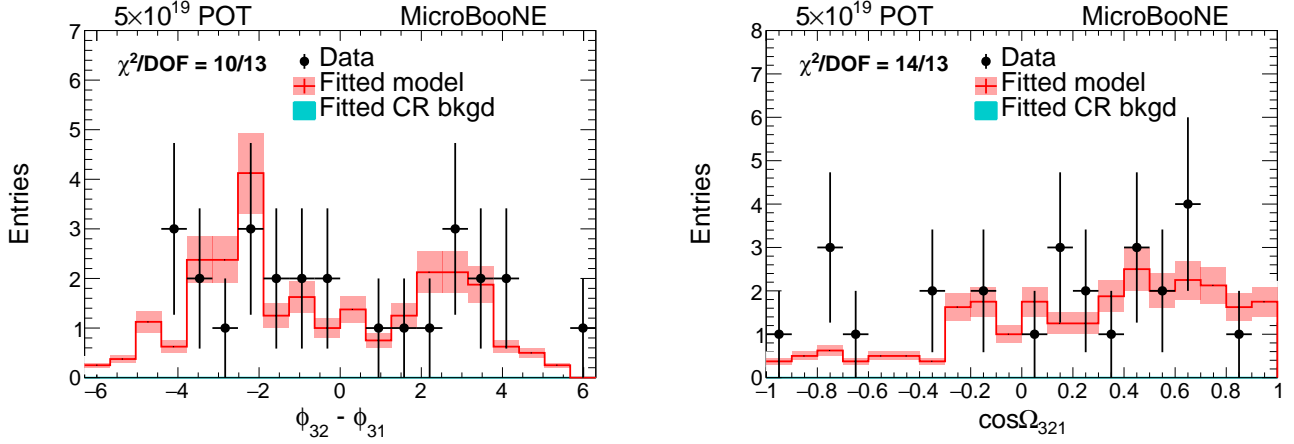 5×10¹⁹ POT MicroBooNE
χ²/DOF = 10/13
Data
Fitted model
Fitted CR bkgd
Entries
7
6
5
4
3
2
1
0
−6 −4 −2 0 2 4 6
ϕ₃₂ - ϕ₃₁
5×10¹⁹ POT MicroBooNE
χ²/DOF = 14/13
Data
Fitted model
Fitted CR bkgd
Entries
8
7
6
5
4
3
2
1
0
−1 −0.8 −0.6 −0.4 −0.2 0 0.2 0.4 0.6 0.8 1
cosΩ₃₂₁